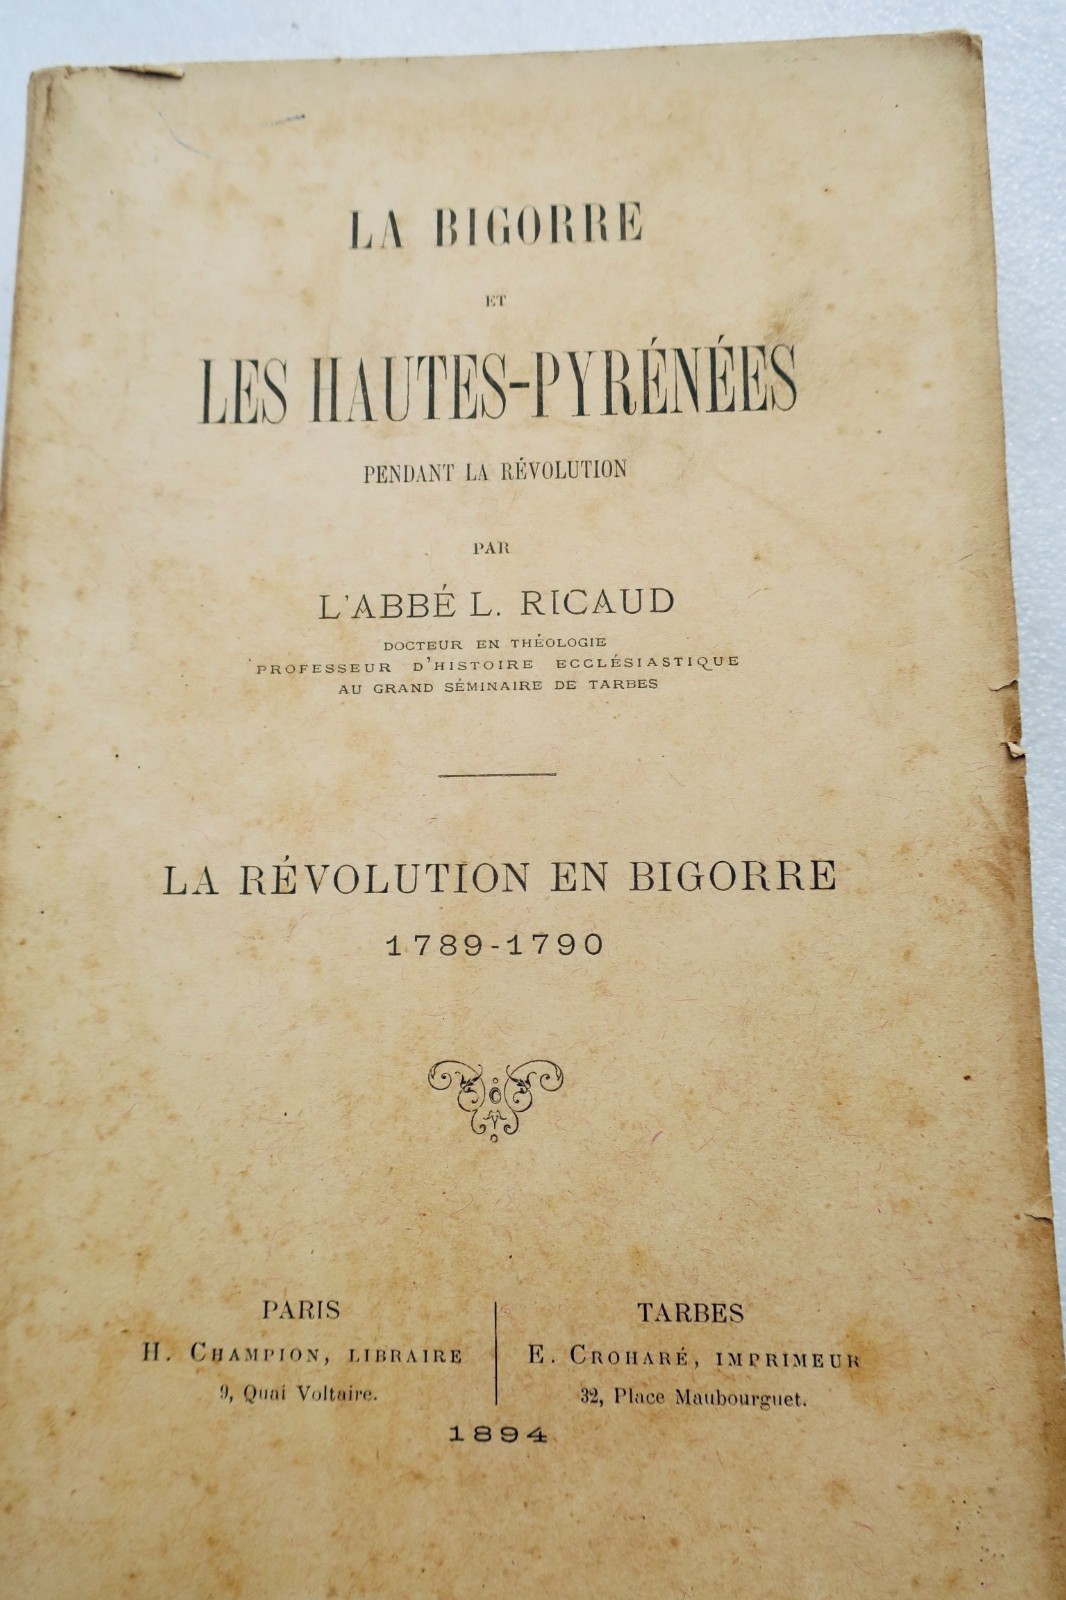 LA BIGORRE
ET
LES HAUTES-PYRÉNÉES
PENDANT LA RÉVOLUTION
PAR
L'ABBÉ L. RICAUD
DOCTEUR EN THÉOLOGIE
PROFESSEUR D'HISTOIRE ECCLÉSIASTIQUE
AU GRAND SÉMINAIRE DE TARBES
LA RÉVOLUTION EN BIGORRE
1789-1790
PARIS
H. CHAMPION, LIBRAIRE
9, Quai Voltaire.
TARBES
E. CROHARÉ, IMPRIMEUR
32, Place Maubourguet.
1894